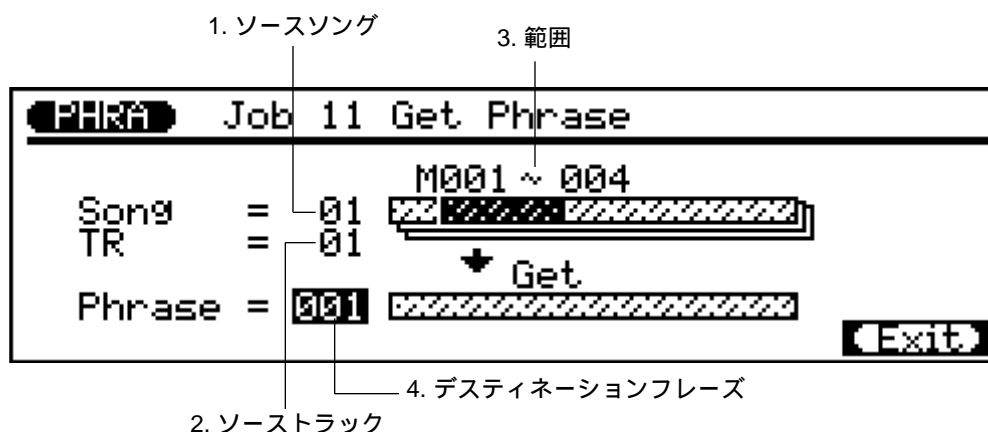 1. ソースソング
3. 範囲
PHRA Job 11 Get Phrase
M001 ~ 004
Song = 01
TR = 01
Get
Phrase = 001
Exit
4. デスティネーションフレーズ
2. ソーストラック